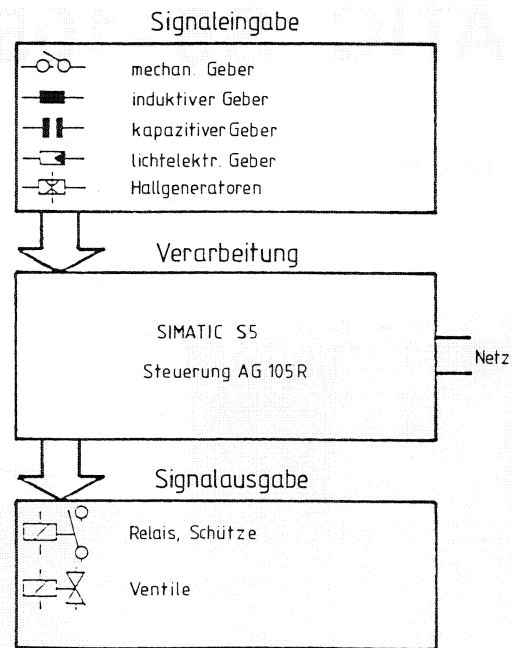 Signaleingabe
mechan. Geber
induktiver Geber
kapazitiver Geber
lichtelektr. Geber
Hallgeneratoren
Verarbeitung
SIMATIC S5
Steuerung AG 105R
Netz
Signalausgabe
Relais, Schütze
Ventile